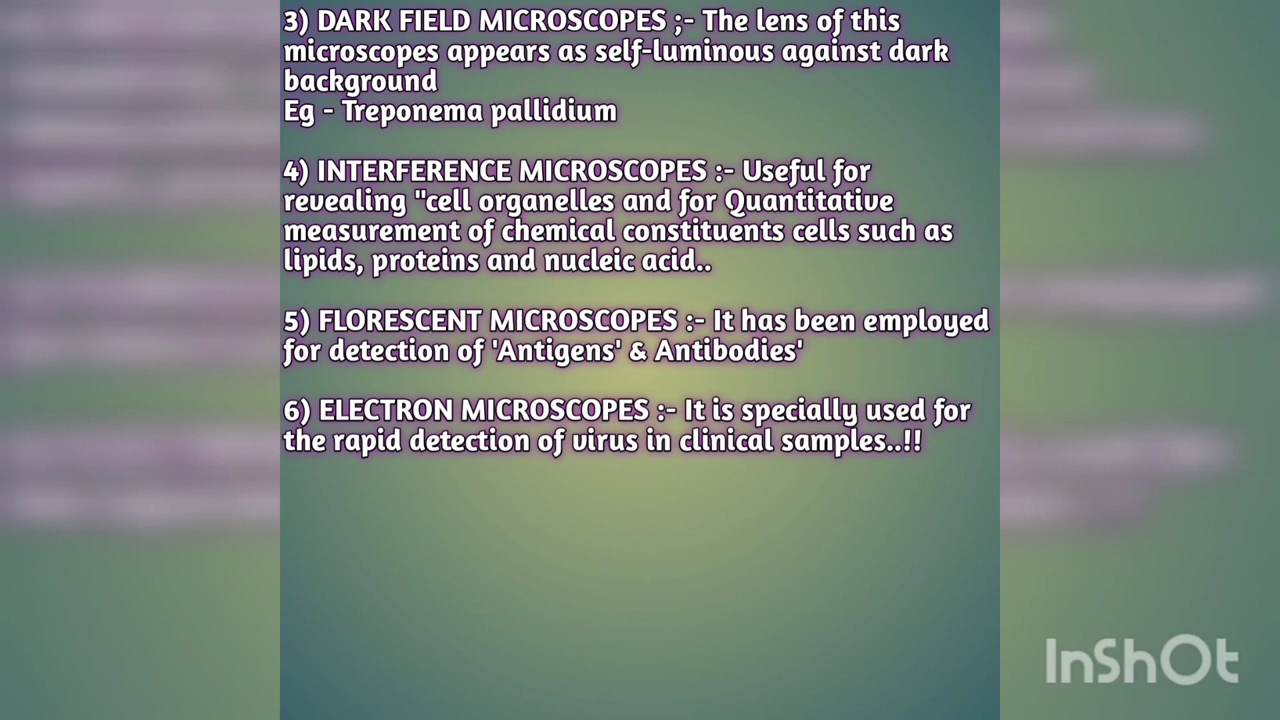 3) DARK FIELD MICROSCOPES ;- The lens of this
microscopes appears as self-luminous against dark
background
Eg - Treponema pallidium
4) INTERFERENCE MICROSCOPES :- Useful for
revealing "cell organelles and for Quantitative
measurement of chemical constituents cells such as
lipids, proteins and nucleic acid..
5) FLORESCENT MICROSCOPES :- It has been employed
for detection of 'Antigens' & Antibodies'
6) ELECTRON MICROSCOPES :- It is specially used for
the rapid detection of virus in clinical samples..!!
InShOt